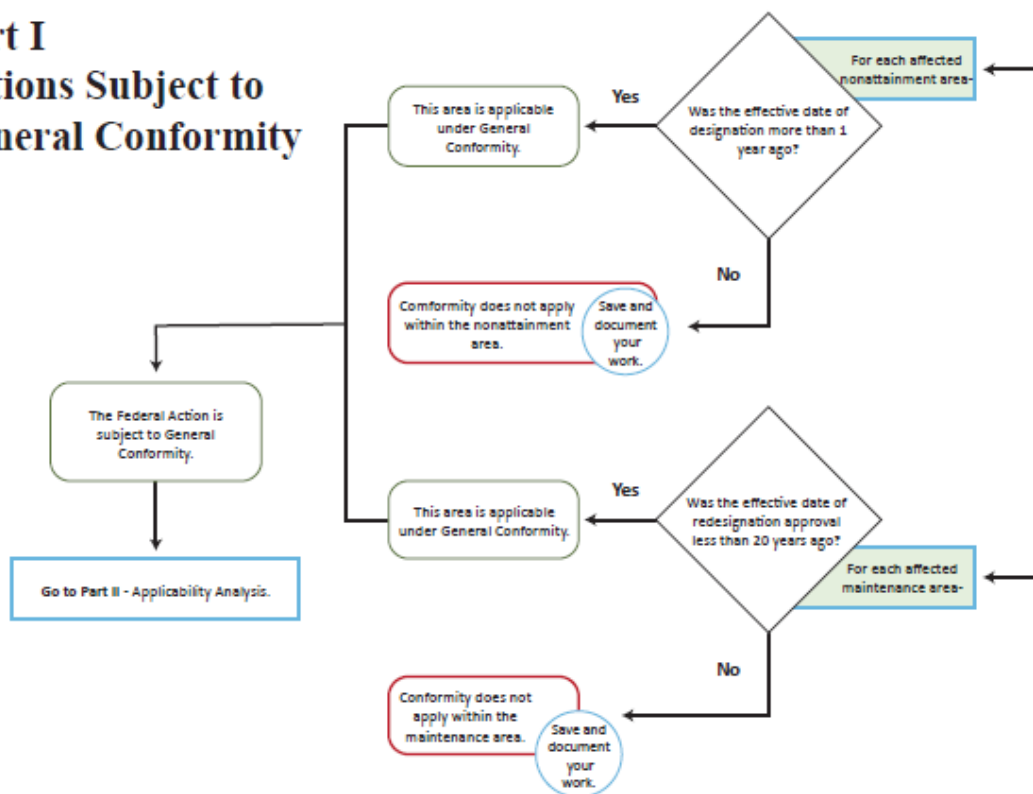 rt I
tions Subject to
neral Conformity
For each affected
nonattainment area-
Was the effective date of
designation more than 1
year ago?
Yes
This area is applicable
under General
Conformity.
No
Comformity does not apply
within the nonattainment
area.
Save and
document
your
work.
The Federal Action is
subject to General
Conformity.
Go to Part II - Applicability Analysis.
For each affected
maintenance area-
Was the effective date of
redesignation approval
less than 20 years ago?
Yes
This area is applicable
under General Conformity.
No
Conformity does not
apply within the
maintenance area.
Save and
document
your
work.